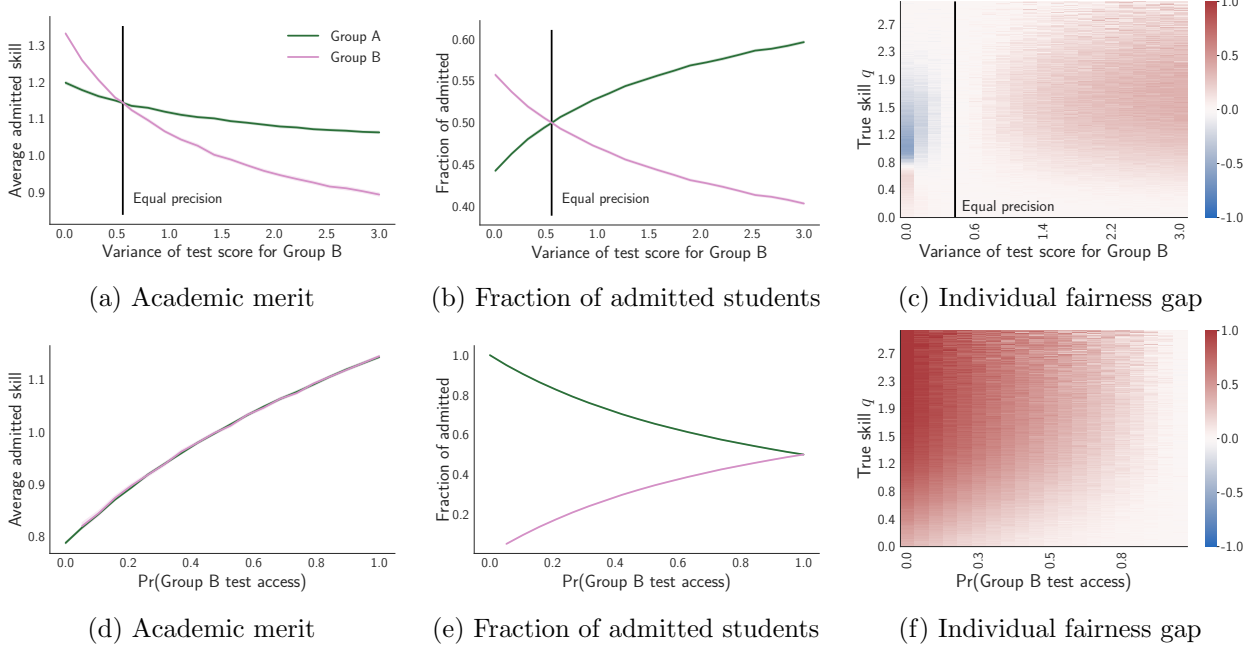 Average admitted skill
1.3
1.2
1.1
1.0
0.9
Group A
Group B
Equal precision
0.0 0.5 1.0 1.5 2.0 2.5 3.0
Variance of test score for Group B
(a) Academic merit
Fraction of admitted
0.60
0.55
0.50
0.45
0.40
Equal precision
0.0 0.5 1.0 1.5 2.0 2.5 3.0
Variance of test score for Group B
(b) Fraction of admitted students
True skill q
2.7
2.3
1.9
1.5
1.2
0.8
0.4
0.0
Equal precision
0.0 0.6 1.4 2.2 3.0
Variance of test score for Group B
1.0
0.5
0.0
-0.5
-1.0
(c) Individual fairness gap
Average admitted skill
1.1
1.0
0.9
0.8
0.0 0.2 0.4 0.6 0.8 1.0
Pr(Group B test access)
(d) Academic merit
Fraction of admitted
1.0
0.8
0.6
0.4
0.2
0.0 0.2 0.4 0.6 0.8 1.0
Pr(Group B test access)
(e) Fraction of admitted students
True skill q
2.7
2.3
1.9
1.5
1.2
0.8
0.4
0.0
0.0 0.3 0.5 0.8
Pr(Group B test access)
1.0
0.5
0.0
-0.5
-1.0
(f) Individual fairness gap